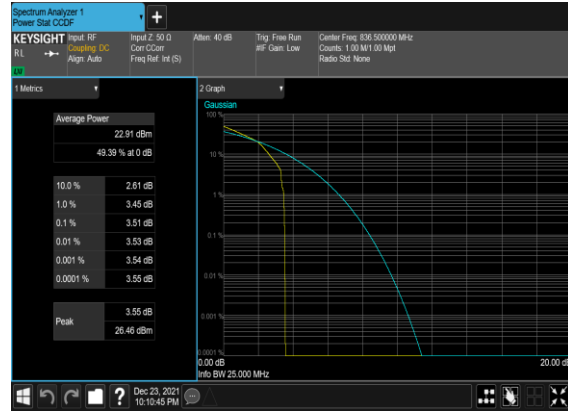 Spectrum Analyzer 1
Power Stat CCDF
KEYSIGHT
RL
Input: RF
Coupling: DC
Align: Auto
Input Z: 50 Ω
Corr CCorr
Freq Ref: Int (S)
Atten: 40 dB
Trig: Free Run
#IF Gain: Low
Center Freq: 836.500000 MHz
Counts: 1.00 M/1.00 Mpt
Radio Std: None
1 Metrics
Average Power
22.91 dBm
49.39 % at 0 dB
10.0 % 2.61 dB
1.0 % 3.45 dB
0.1 % 3.51 dB
0.01 % 3.53 dB
0.001 % 3.54 dB
0.0001 % 3.55 dB
Peak
3.55 dB
26.46 dBm
2 Graph
Gaussian
100 %
10 %
1 %
0.1 %
0.01 %
0.001 %
0.0001 %
0.00 dB
20.00 dB
Info BW 25.000 MHz
?
Dec 23, 2021
10:10:45 PM